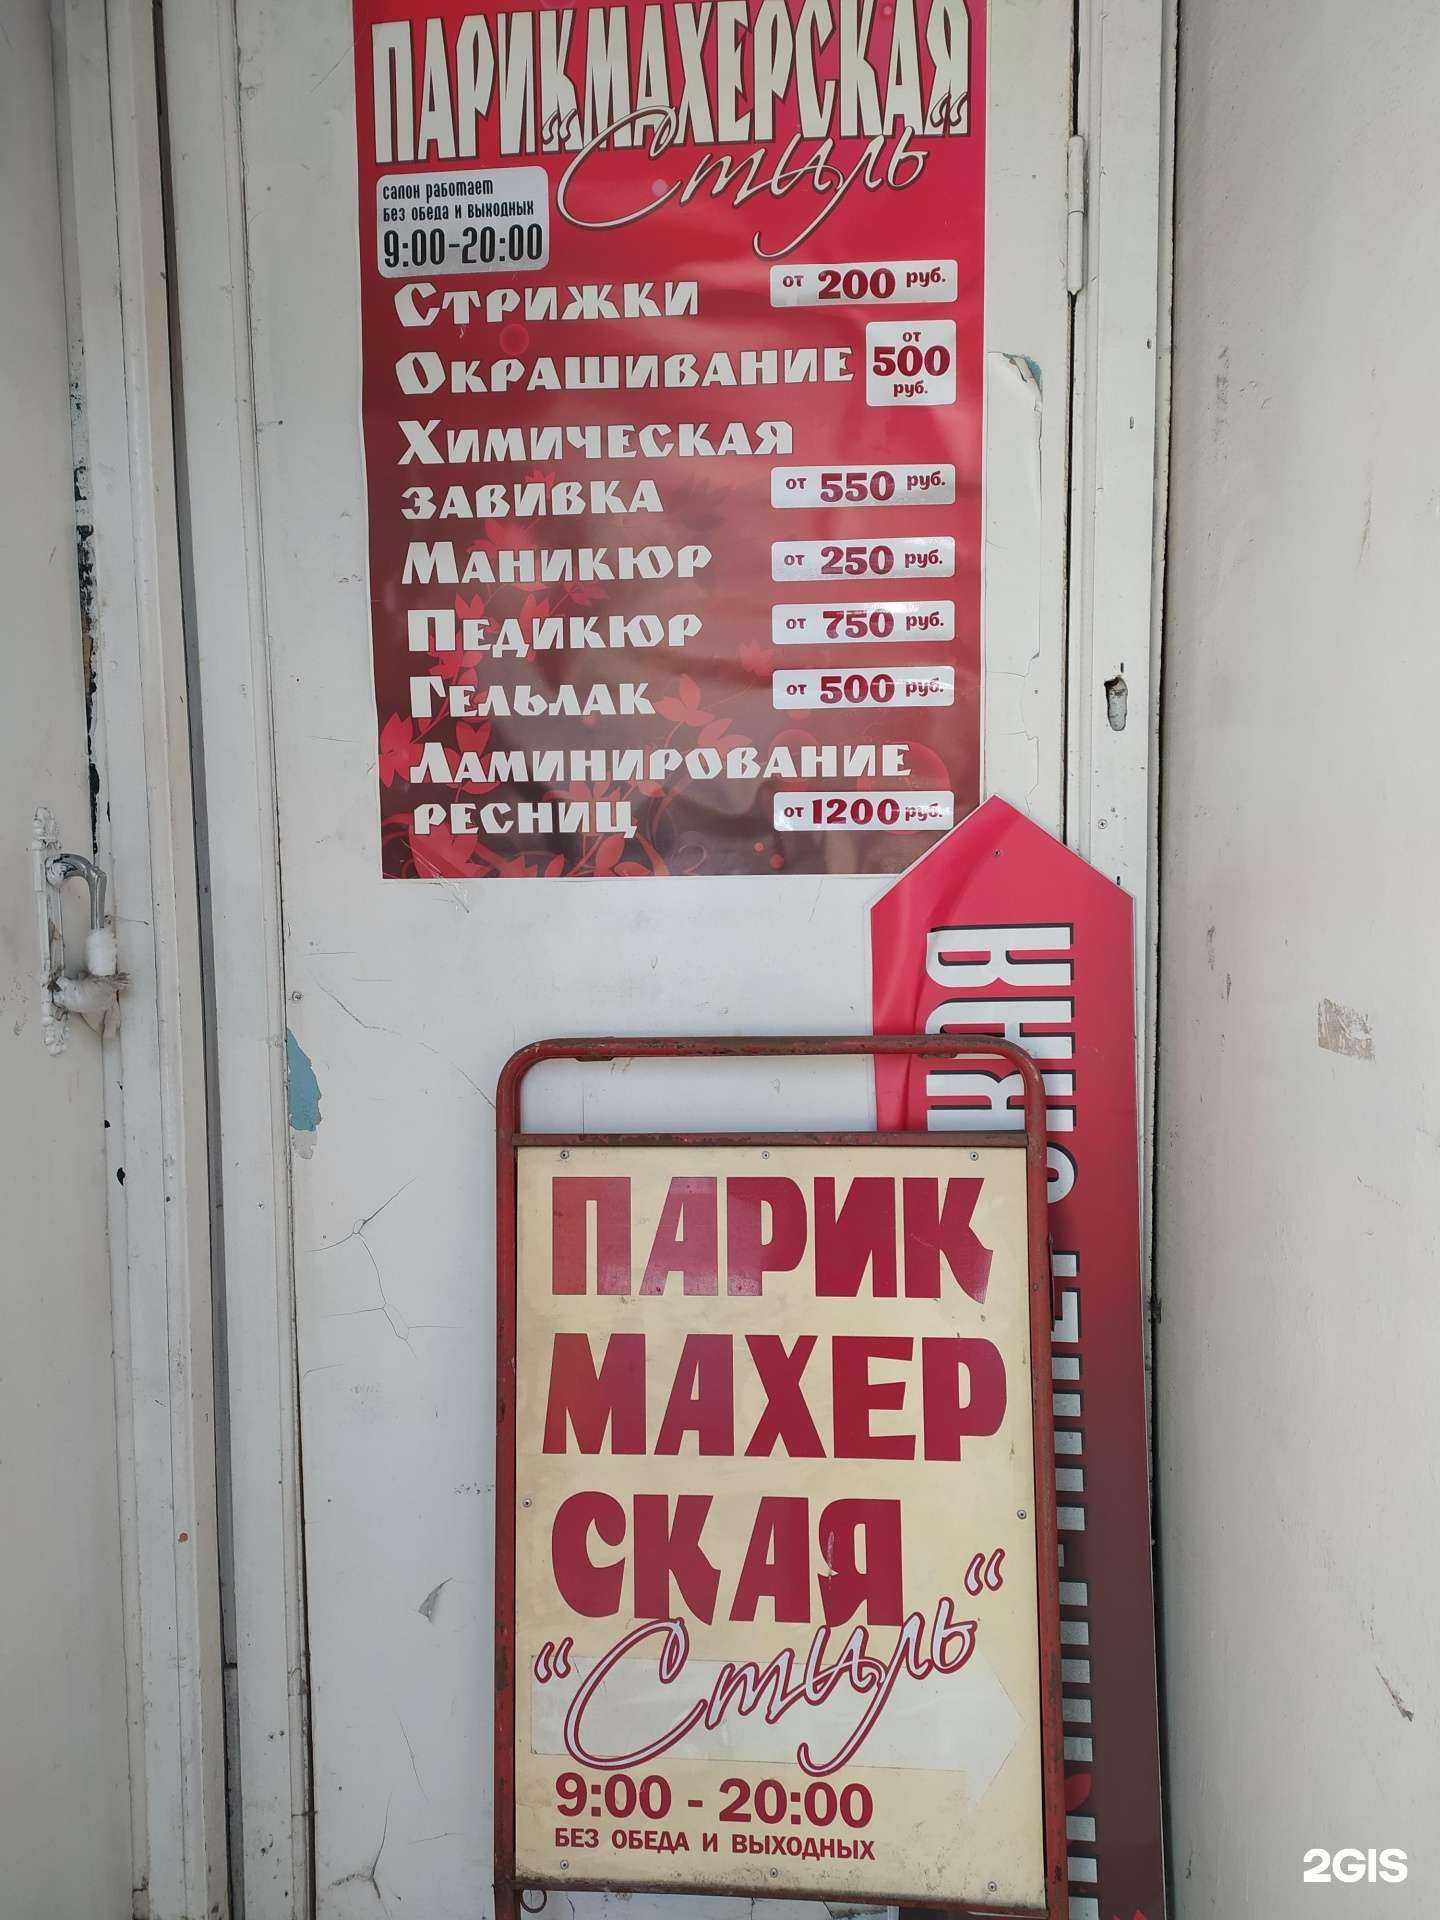 ПАРИКМАХЕРСКАЯ
"Стиль"
салон работает
без обеда и выходных
9:00-20:00
Стрижки от 200 руб.
Окрашивание от 500 руб.
Химическая
завивка от 550 руб.
Маникюр от 250 руб.
Педикюр от 750 руб.
Гельлак от 500 руб.
Ламинирование
ресниц от 1200 руб.
ПАРИК
МАХЕР
СКАЯ
"Стиль"
9:00 - 20:00
БЕЗ ОБЕДА И ВЫХОДНЫХ
2GIS